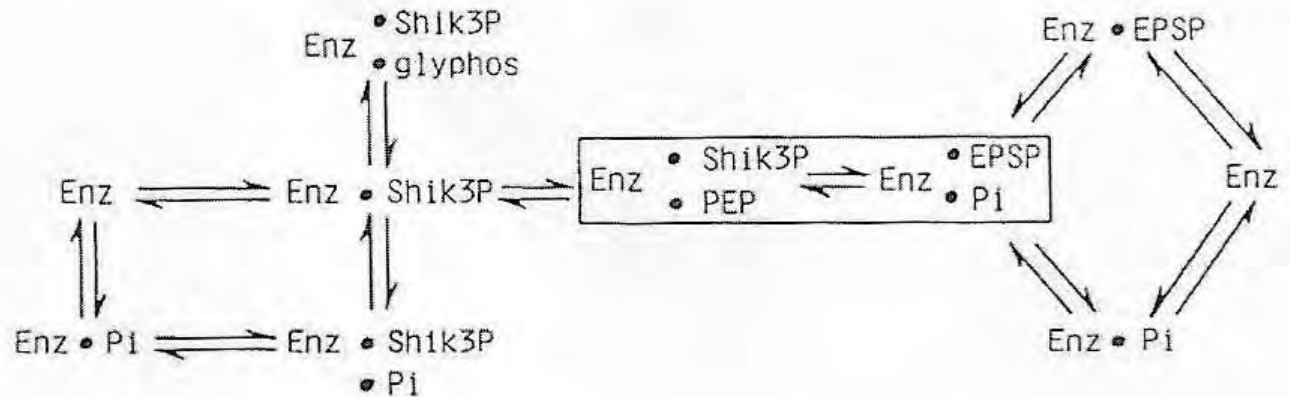 Enz • Shik3P
• glyphos
Enz • EPSP
Enz
Enz • Shik3P
Enz • Shik3P
• PEP
Enz • EPSP
• Pi
Enz
Enz • Pi
Enz • Shik3P
• Pi
Enz • Pi